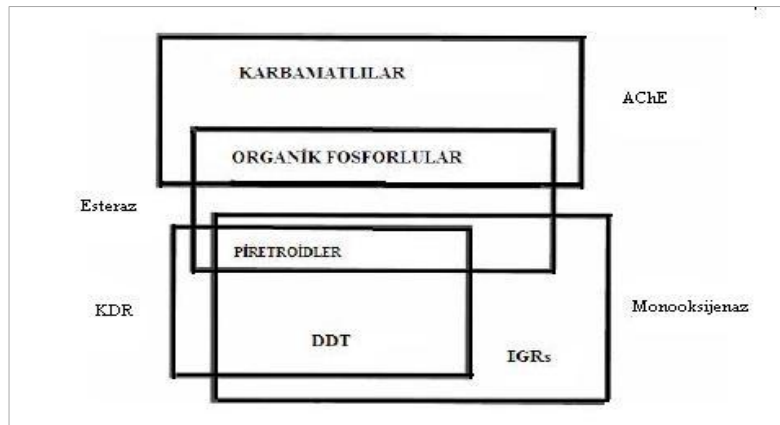 KARBAMATLILAR
AChE
ORGANİK FOSFORLULAR
Esteraz
PİRETROİDLER
KDR
Monooksijenaz
DDT
IGRs